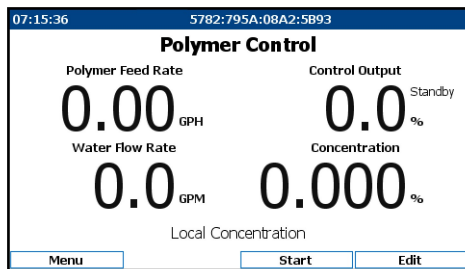 07:15:36 5782:795A:08A2:5B93
Polymer Control
Polymer Feed Rate Control Output
0.00 GPH 0.0 % Standby
Water Flow Rate Concentration
0.0 GPM 0.000 %
Local Concentration
Menu Start Edit